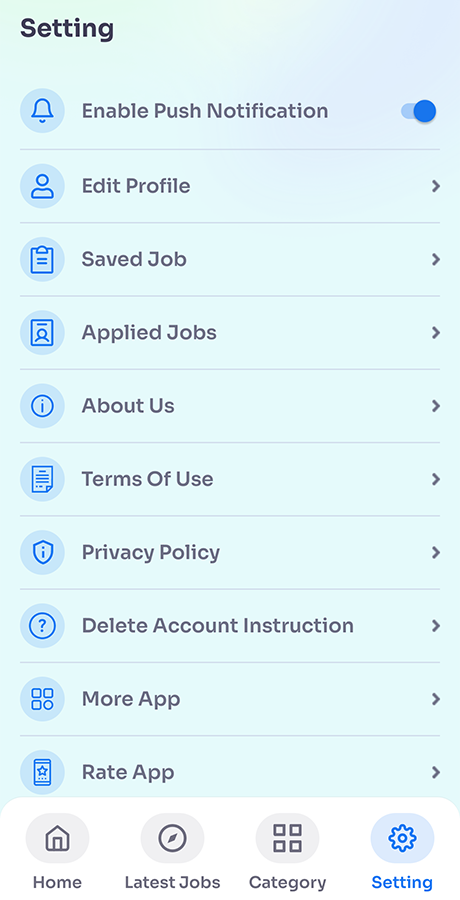 Setting
Enable Push Notification
Edit Profile
Saved Job
Applied Jobs
About Us
Terms Of Use
Privacy Policy
Delete Account Instruction
More App
Rate App
Home
Latest Jobs
Category
Setting